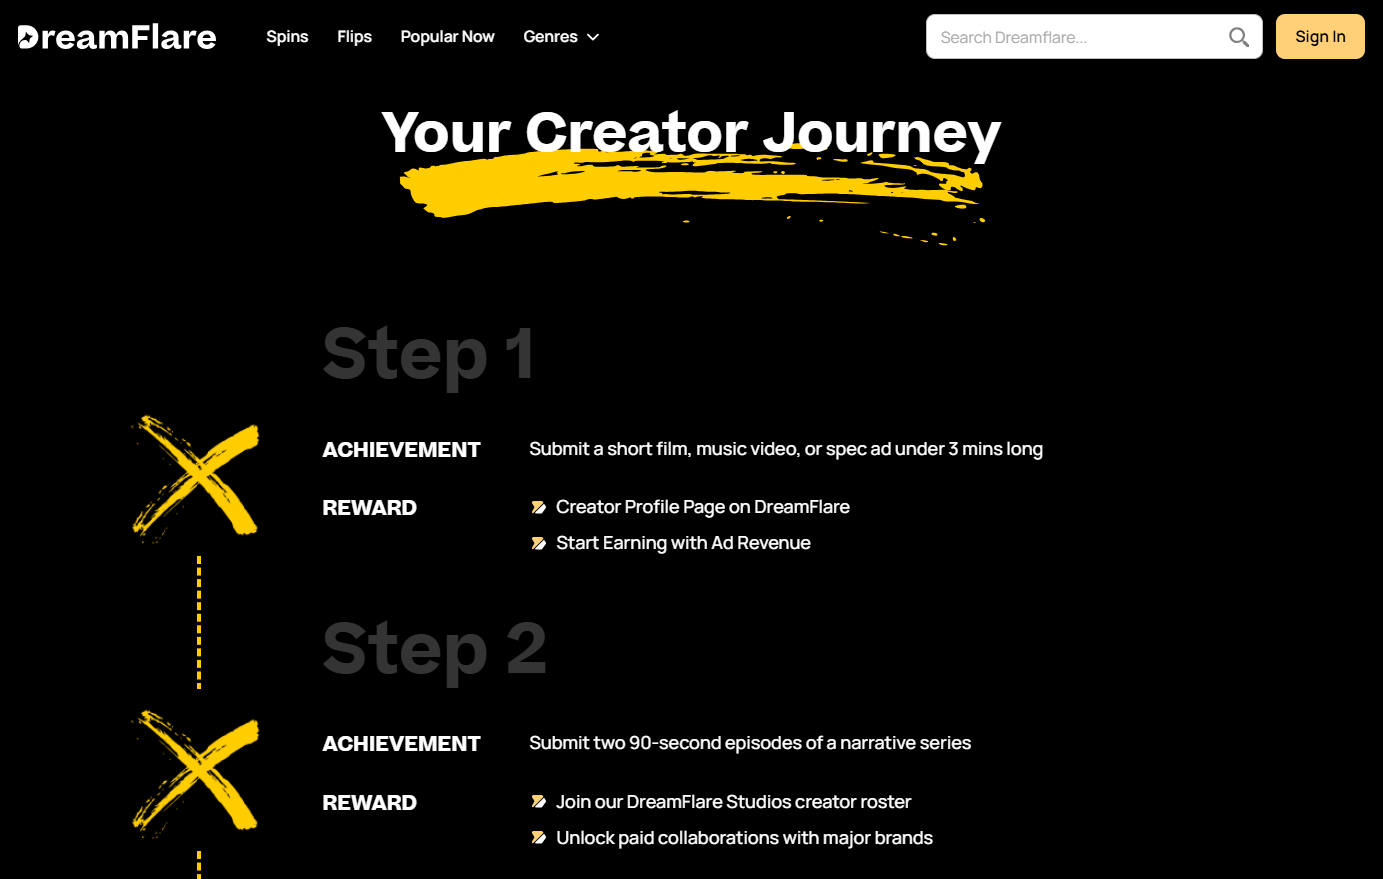 DreamFlare
Spins
Flips
Popular Now
Genres
Search Dreamflare...
Sign In
Your Creator Journey
Step 1
ACHIEVEMENT
Submit a short film, music video, or spec ad under 3 mins long
REWARD
Creator Profile Page on DreamFlare
Start Earning with Ad Revenue
Step 2
ACHIEVEMENT
Submit two 90-second episodes of a narrative series
REWARD
Join our DreamFlare Studios creator roster
Unlock paid collaborations with major brands